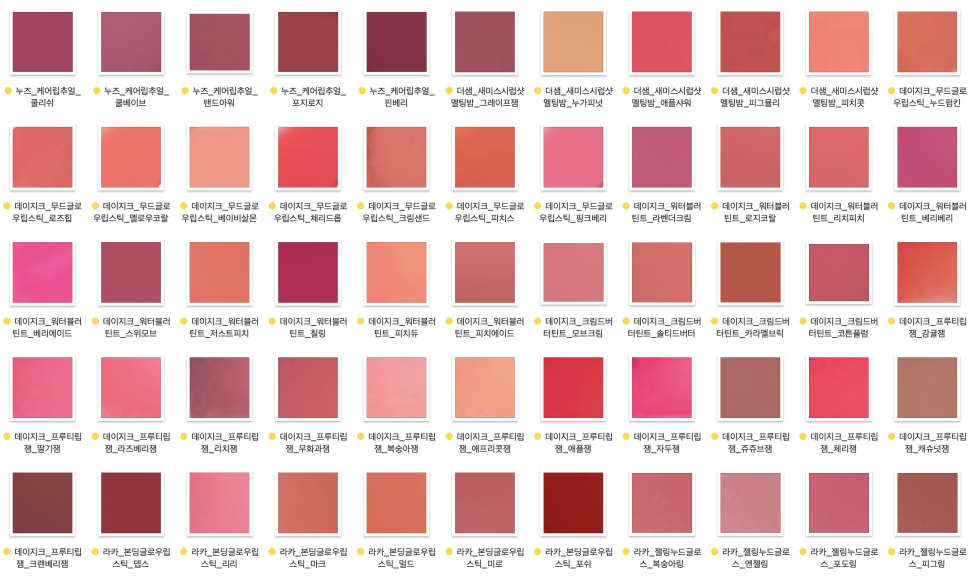 누즈_케어립추얼_
쿨리쉬
누즈_케어립추얼_
쿨베이브
누즈_케어립추얼_
탠드아워
누즈_케어립추얼_
포지로지
누즈_케어립추얼_
핀베리
더샘_새미스시럽샷
멜팅밤_그레이프잼
더샘_새미스시럽샷
멜팅밤_누가피넛
더샘_새미스시럽샷
멜팅밤_애플샤워
더샘_새미스시럽샷
멜팅밤_피그뮬리
더샘_새미스시럽샷
멜팅밤_피치콧
데이지크_무드글로
우립스틱_누드펌킨
데이지크_무드글로
우립스틱_로즈힙
데이지크_무드글로
우립스틱_멜로우코랄
데이지크_무드글로
우립스틱_베이비살몬
데이지크_무드글로
우립스틱_체리드롭
데이지크_무드글로
우립스틱_크림샌드
데이지크_무드글로
우립스틱_피치스
데이지크_무드글로
우립스틱_핑크베리
데이지크_워터블러
틴트_라벤더크림
데이지크_워터블러
틴트_로지코랄
데이지크_워터블러
틴트_리치피치
데이지크_워터블러
틴트_베리베리
데이지크_워터블러
틴트_베리에이드
데이지크_워터블러
틴트_스위모브
데이지크_워터블러
틴트_저스트피치
데이지크_워터블러
틴트_칠링
데이지크_워터블러
틴트_피치듀
데이지크_워터블러
틴트_피치에이드
데이지크_크림드버
터틴트_모브크림
데이지크_크림드버
터틴트_솔티드버터
데이지크_크림드버
터틴트_카라멜브릭
데이지크_크림드버
터틴트_코튼플럼
데이지크_프루티립
잼_감귤잼
데이지크_프루티립
잼_딸기잼
데이지크_프루티립
잼_라즈베리잼
데이지크_프루티립
잼_리치잼
데이지크_프루티립
잼_무화과잼
데이지크_프루티립
잼_복숭아잼
데이지크_프루티립
잼_애프리콧잼
데이지크_프루티립
잼_애플잼
데이지크_프루티립
잼_자두잼
데이지크_프루티립
잼_쥬쥬브잼
데이지크_프루티립
잼_체리잼
데이지크_프루티립
잼_캐슈넛잼
데이지크_프루티립
잼_크랜베리잼
라카_본딩글로우립
스틱_뎁스
라카_본딩글로우립
스틱_리리
라카_본딩글로우립
스틱_마크
라카_본딩글로우립
스틱_멀드
라카_본딩글로우립
스틱_미로
라카_본딩글로우립
스틱_포쉬
라카_젤링누드글로
스_복숭아링
라카_젤링누드글로
스_엔젤링
라카_젤링누드글로
스_포도링
라카_젤링누드글로
스_피그링